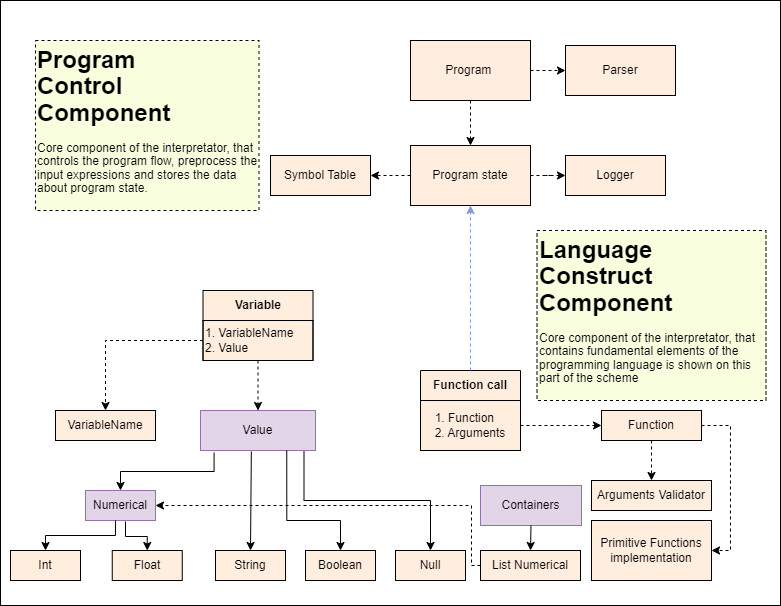 Program
Control
Component
Core component of the interpretator, that
controls the program flow, preprocess the
input expressions and stores the data
about program state.
Program
Parser
Symbol Table
Program state
Logger
Language
Construct
Component
Core component of the interpretator, that
contains fundamental elements of the
programming language is shown on this
part of the scheme
Variable
1. VariableName
2. Value
Function call
1. Function
2. Arguments
VariableName
Value
Function
Numerical
Containers
Arguments Validator
Primitive Functions
implementation
Int
Float
String
Boolean
Null
List Numerical